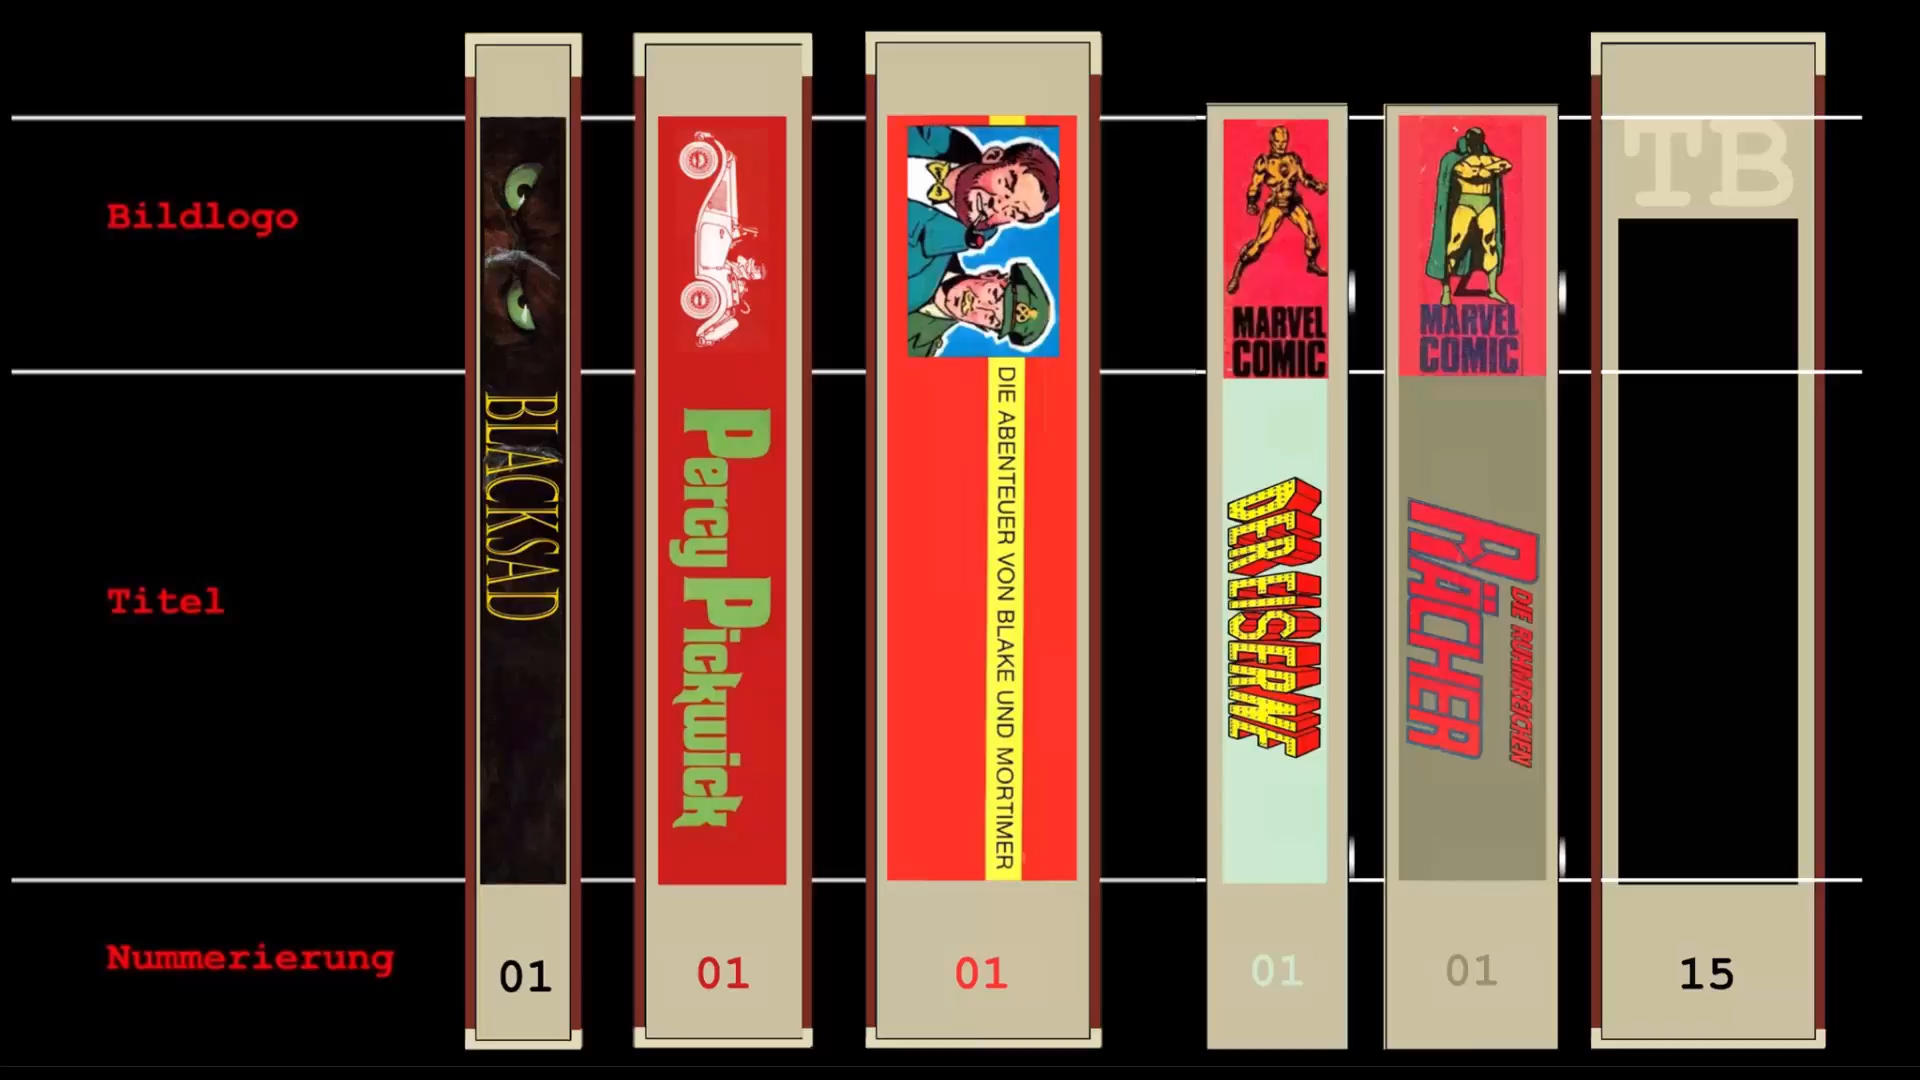 Bildlogo
Titel
Nummerierung
BLACKSAD
01
Percy Pickwick
01
DIE ABENTEUER VON BLAKE UND MORTIMER
01
MARVEL
COMIC
DER EISERNE
01
MARVEL
COMIC
DIE RUHMREICHEN
RÄCHER
01
TB
15